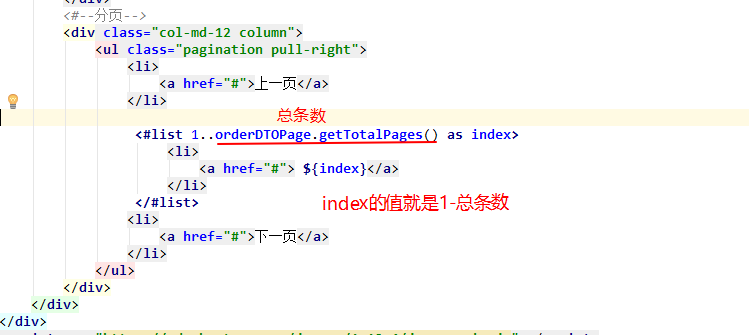 </div>
<#--分页-->
<div class="col-md-12 column">
<ul class="pagination pull-right">
<li>
<a href="#">上一页</a>
</li>
总条数
<#list 1..orderDTOPage.getTotalPages() as index>
<li>
<a href="#"> ${index}</a>
</li>
</#list>
index的值就是1-总条数
<li>
<a href="#">下一页</a>
</li>
</ul>
</div>
</div>
</div>